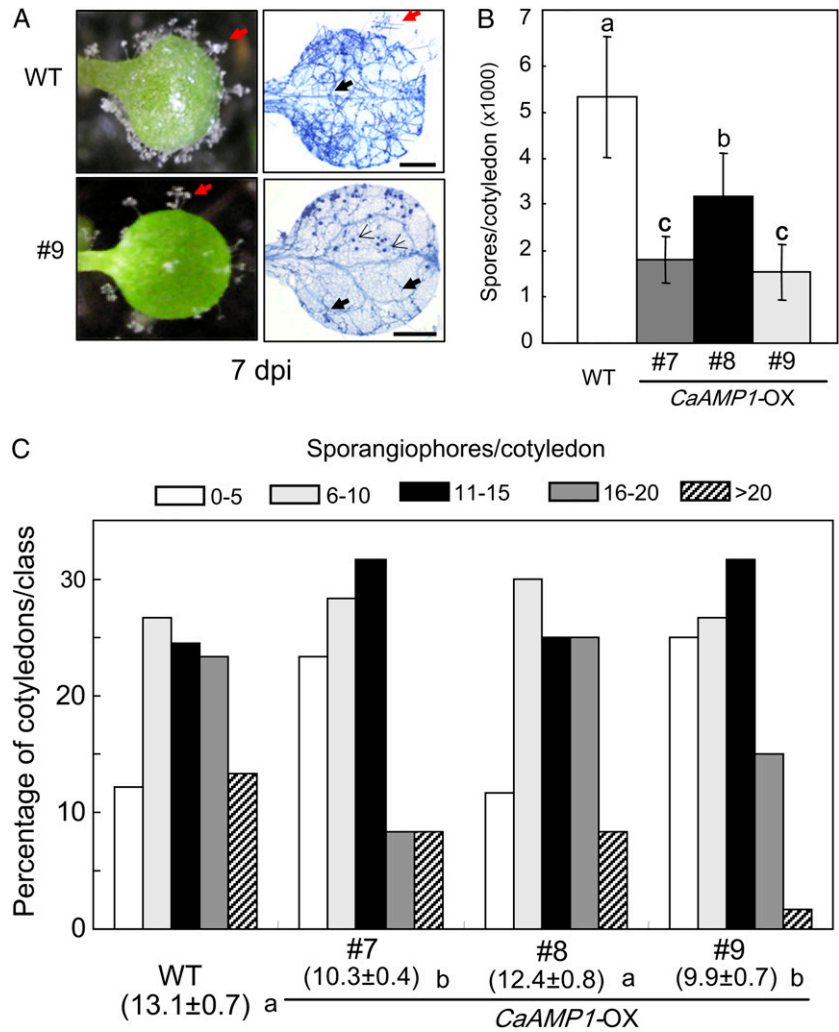 A
WT
#9
7 dpi
B
Spores/cotyledon (x1000)
7
6
5
4
3
2
1
0
a
c
b
c
WT
#7 #8 #9
CaAMP1-OX
C
Sporangiophores/cotyledon
0-5 6-10 11-15 16-20 >20
Percentage of cotyledons/class
30
20
10
0
WT
(13.1±0.7) a
#7
(10.3±0.4) b
#8
(12.4±0.8) a
#9
(9.9±0.7) b
CaAMP1-OX